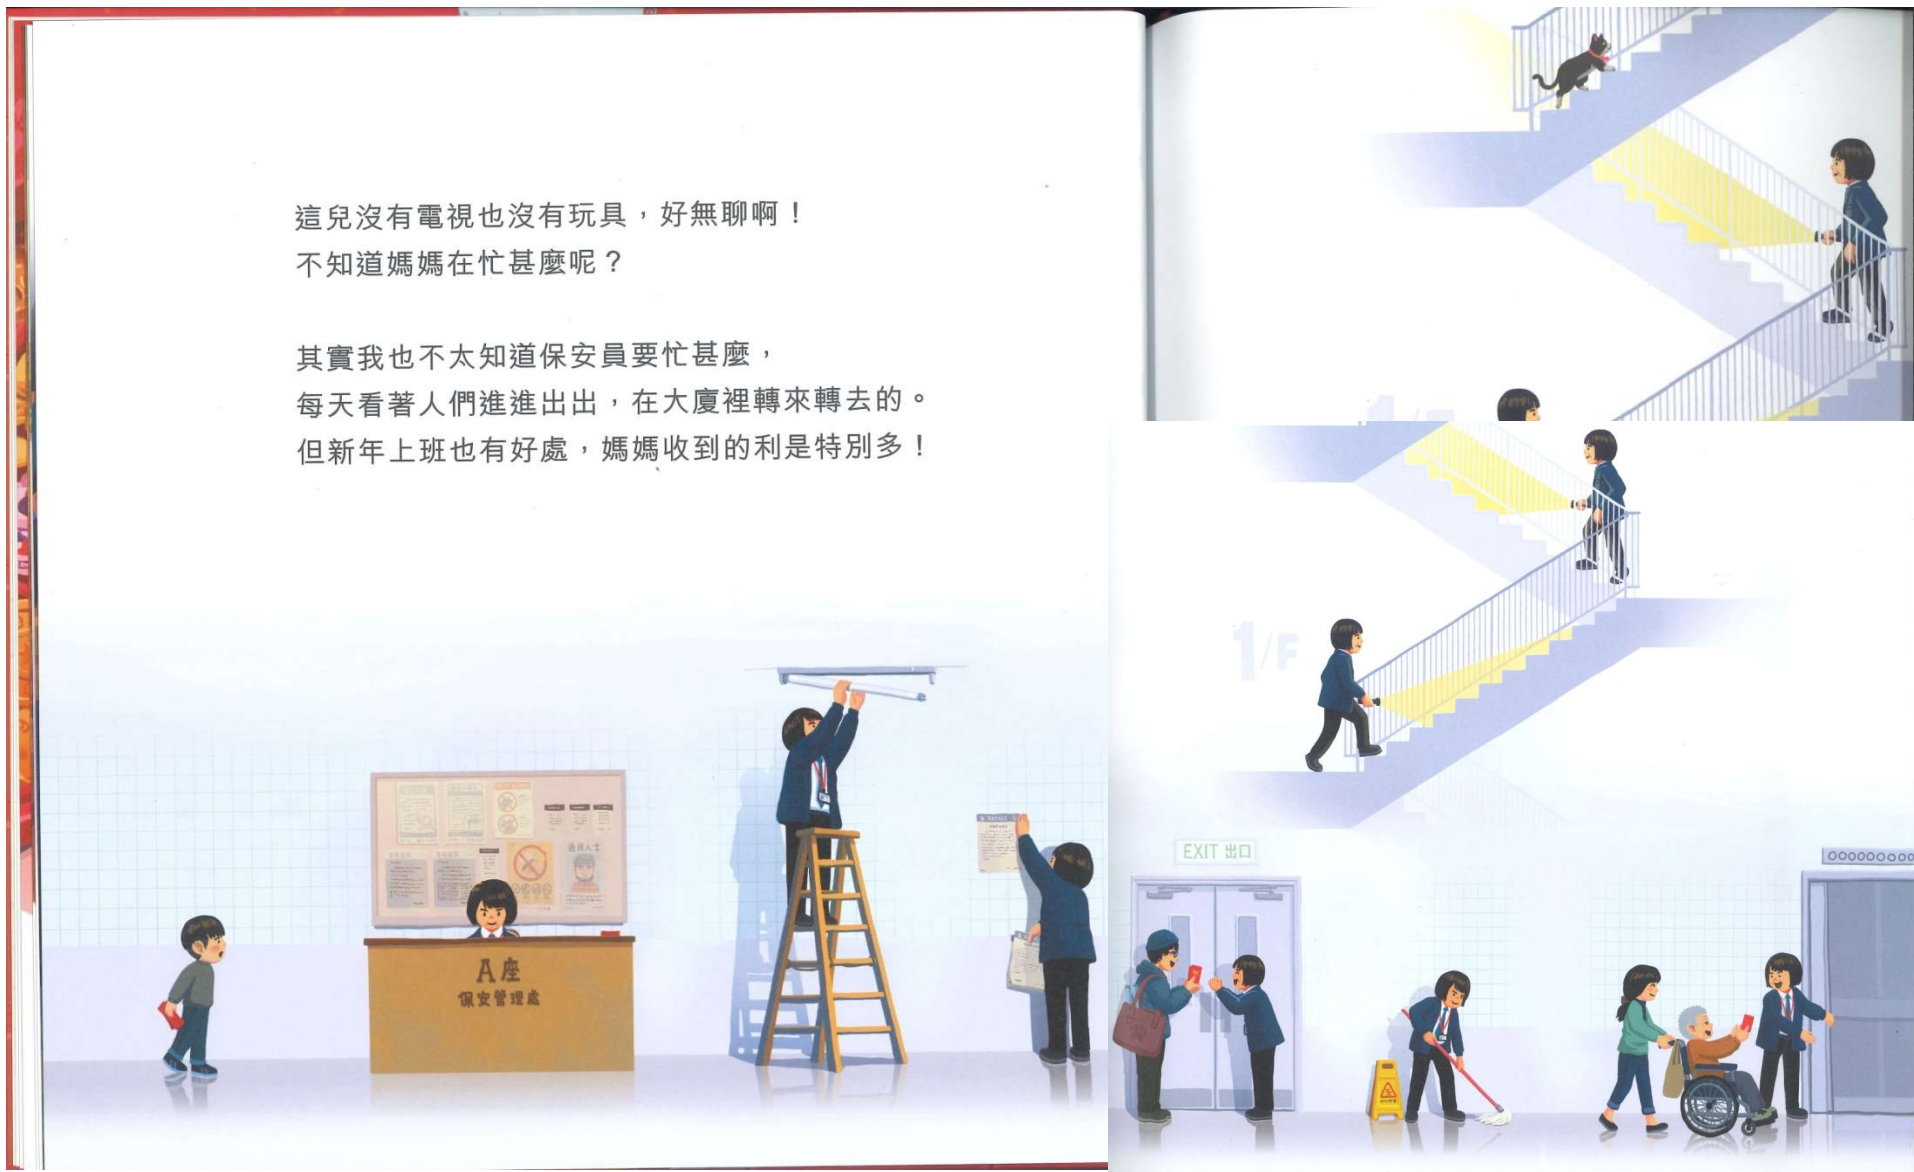 這兒沒有電視也沒有玩具，好無聊啊！
不知道媽媽在忙甚麼呢？
其實我也不太知道保安員要忙甚麼，
每天看著人們進進出出，在大廈裡轉來轉去的。
但新年上班也有好處，媽媽收到的利是特別多！
A座
保安管理處
NOTICE
1/F
EXIT 出口